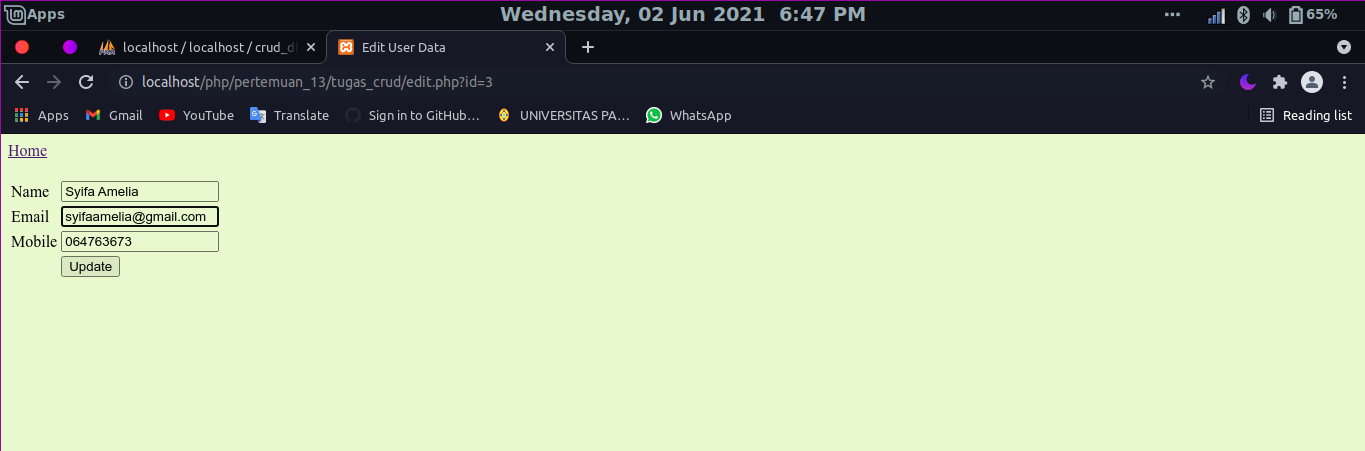 Apps Wednesday, 02 Jun 2021 6:47 PM 65%
localhost / localhost / crud_d Edit User Data
localhost/php/pertemuan_13/tugas_crud/edit.php?id=3
Apps Gmail YouTube Translate Sign in to GitHub... UNIVERSITAS PA... WhatsApp Reading list
Home
Name Syifa Amelia
Email syifaamelia@gmail.com
Mobile 064763673
Update